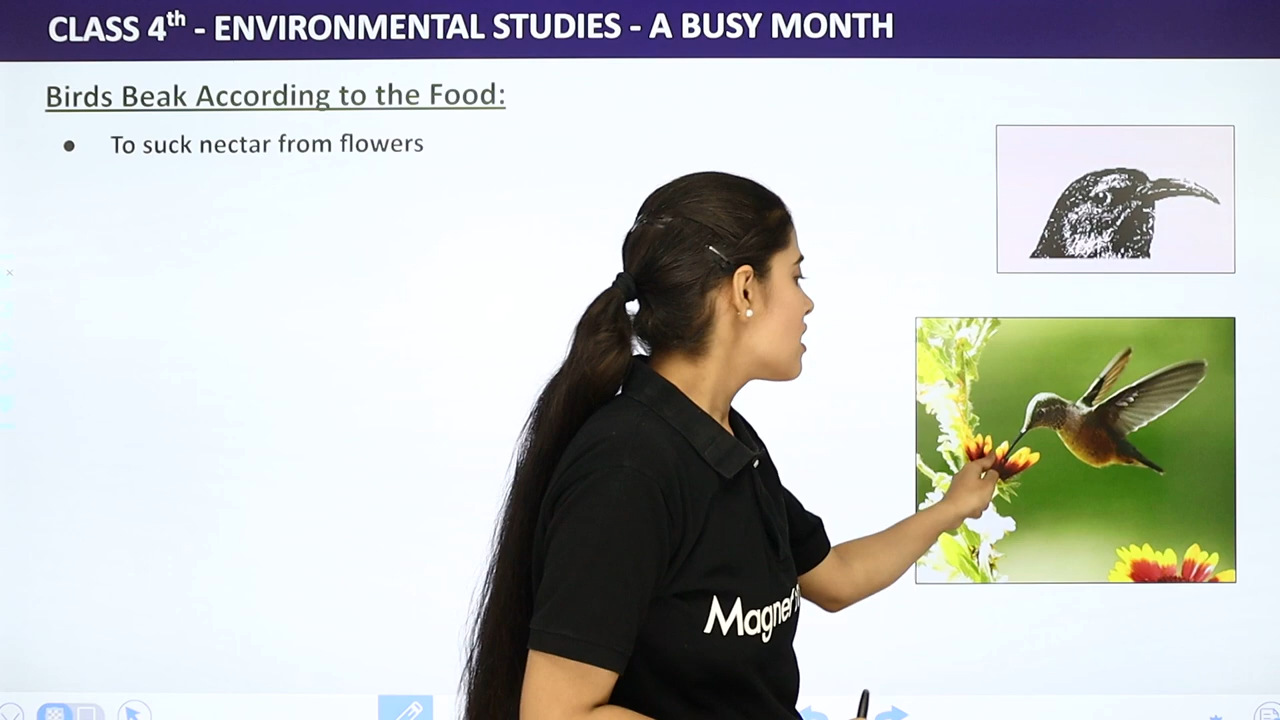 CLASS 4th - ENVIRONMENTAL STUDIES - A BUSY MONTH
Birds Beak According to the Food:
● To suck nectar from flowers